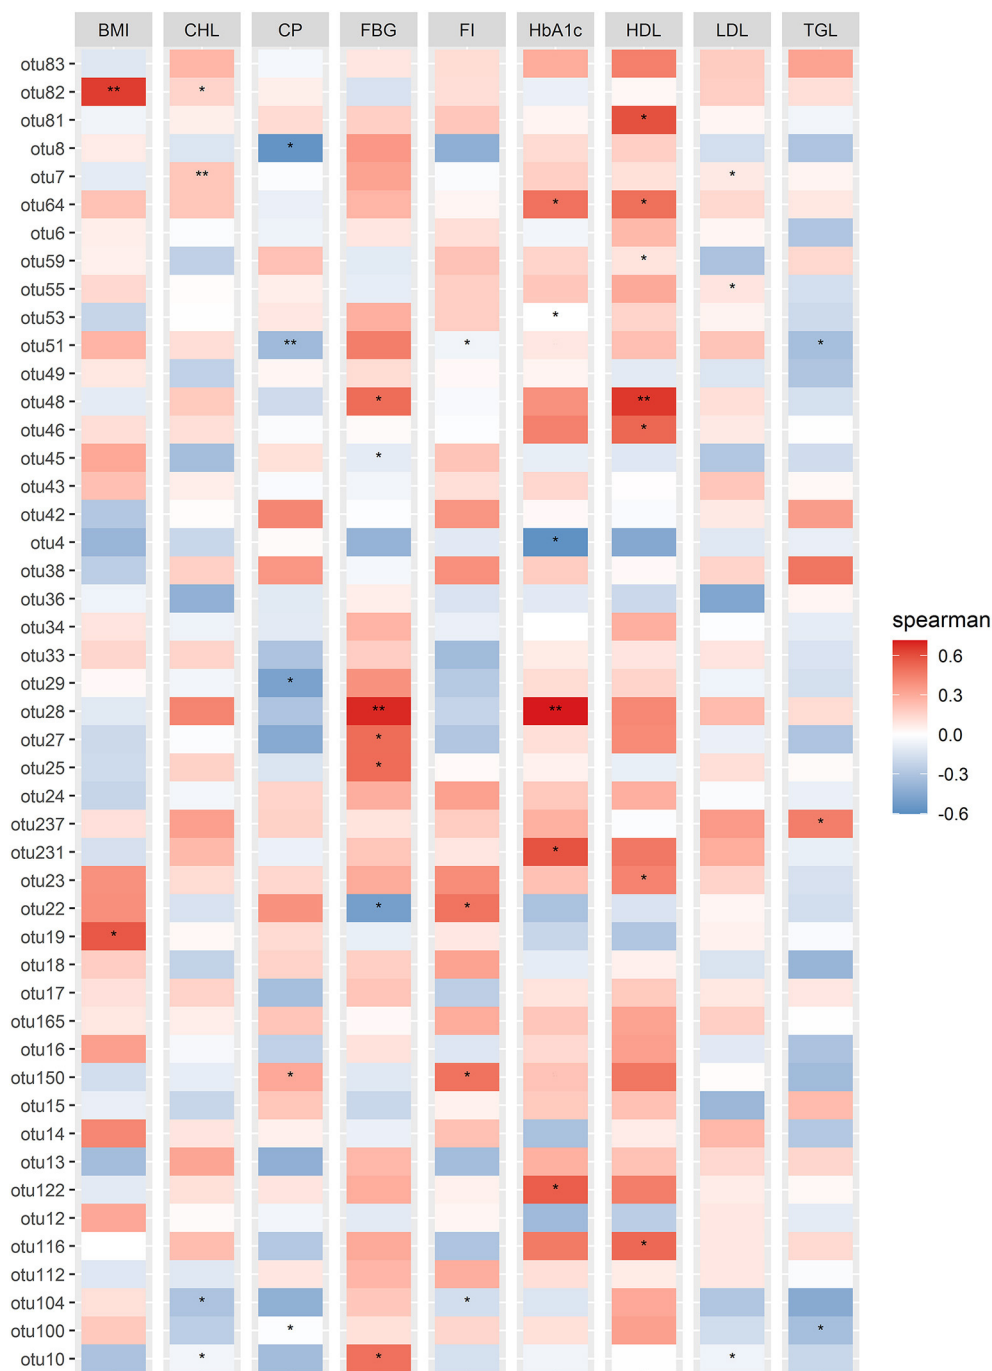 BMI CHL CP FBG FI HbA1c HDL LDL TGL
otu83
otu82 ** *
otu81 *
otu8 *
otu7 ** *
otu64 * *
otu6
otu59 *
otu55 *
otu53 *
otu51 ** * *
otu49
otu48 * **
otu46 *
otu45 *
otu43
otu42
otu4 *
otu38
otu36
otu34
otu33
otu29 *
otu28 ** **
otu27 *
otu25 *
otu24
otu237 *
otu231 *
otu23 *
otu22 * *
otu19 *
otu18
otu17
otu165
otu16
otu150 * *
otu15
otu14
otu13
otu122 *
otu12
otu116 *
otu112
otu104 * *
otu100 * *
otu10 * * *
spearman
0.6
0.3
0.0
-0.3
-0.6